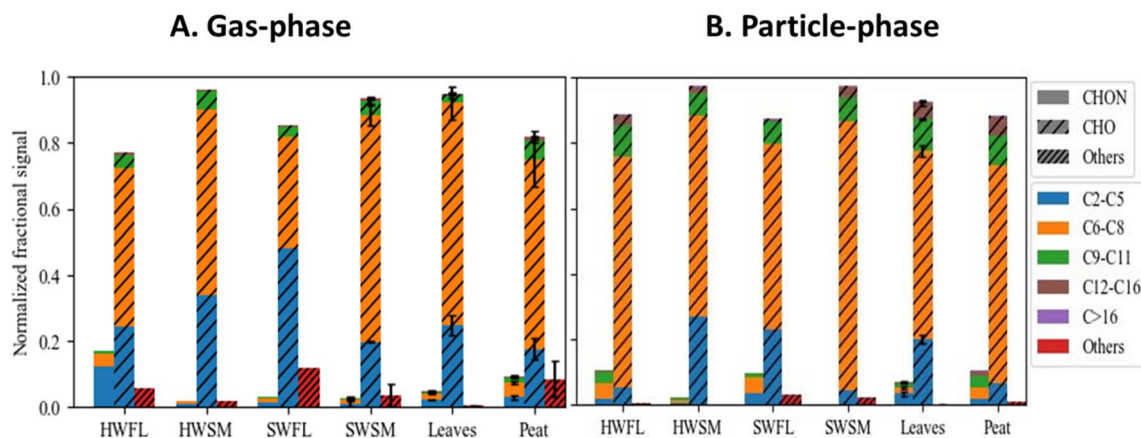 A. Gas-phase
B. Particle-phase
Normalized fractional signal
1.0
0.8
0.6
0.4
0.2
0.0
HWFL HWSM SWFL SWSM Leaves Peat
HWFL HWSM SWFL SWSM Leaves Peat
CHON
CHO
Others
C2-C5
C6-C8
C9-C11
C12-C16
C>16
Others